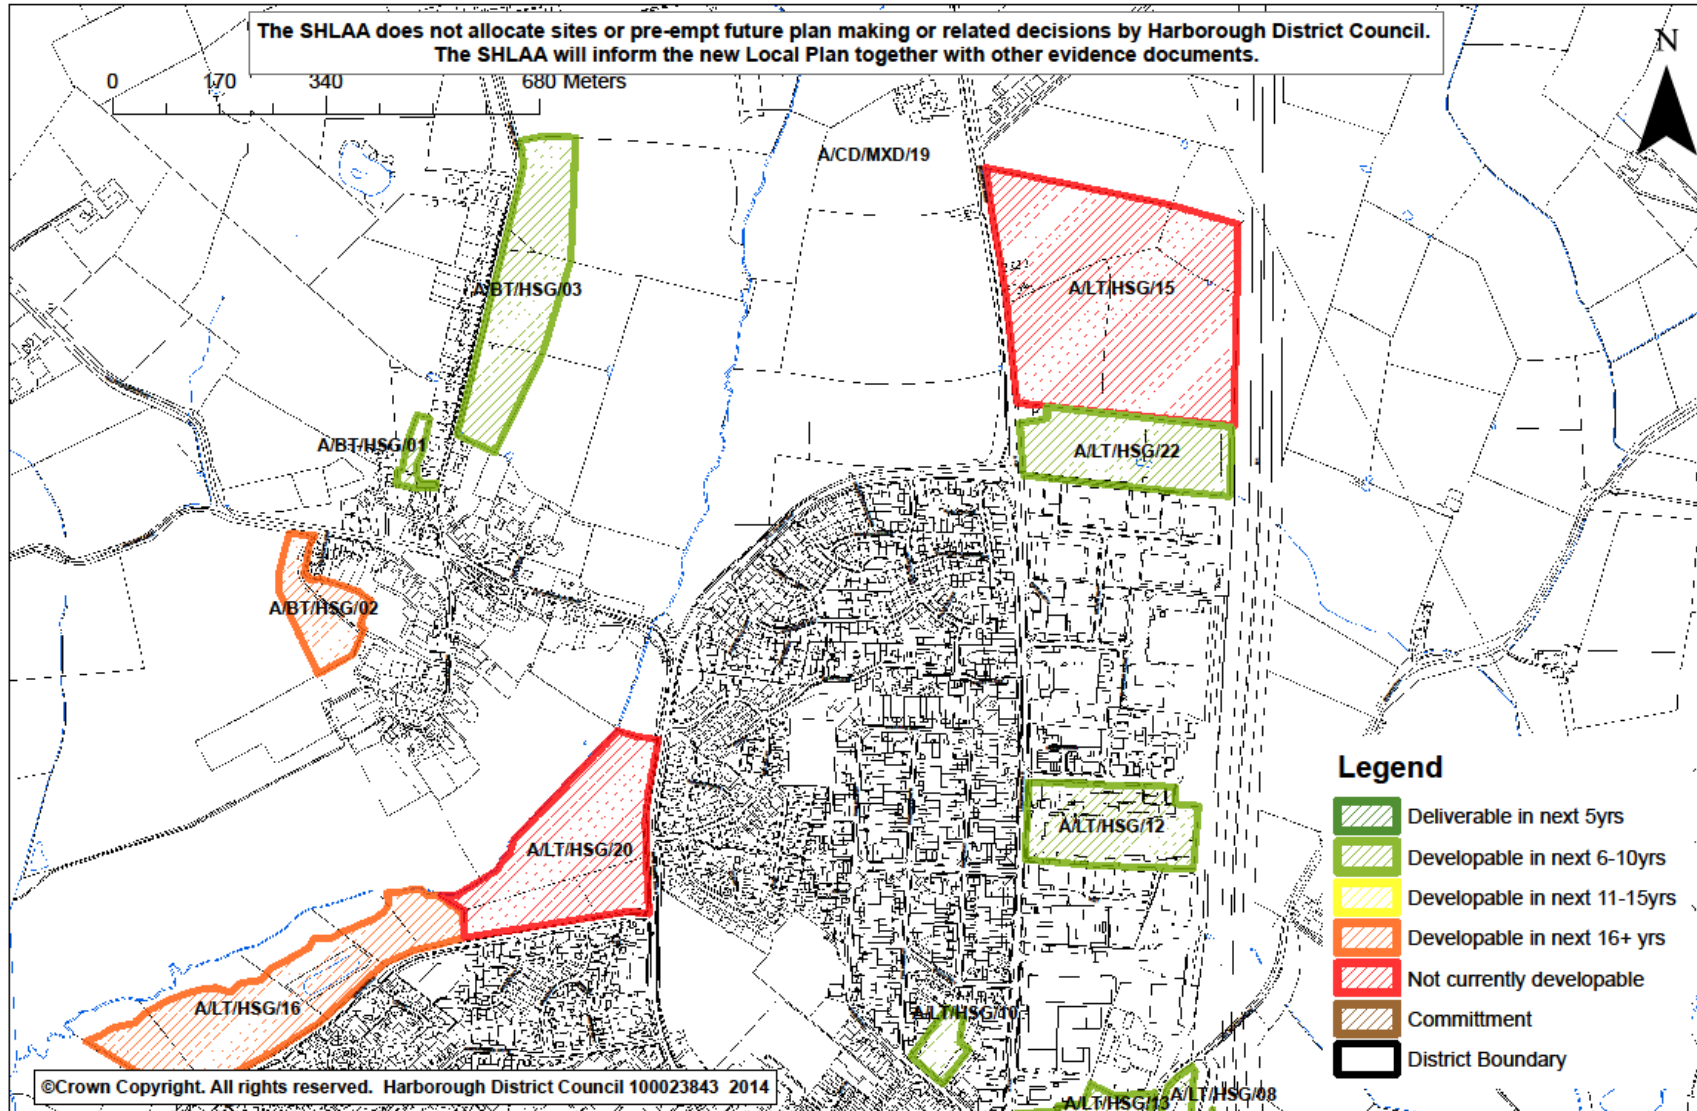 The SHLAA does not allocate sites or pre-empt future plan making or related decisions by Harborough District Council.
The SHLAA will inform the new Local Plan together with other evidence documents.
0 170 340 680 Meters
N
A/CD/MXD/19
A/BT/HSG/03
A/LT/HSG/15
A/BT/HSG/01
A/LT/HSG/22
A/BT/HSG/02
A/LT/HSG/12
A/LT/HSG/20
A/LT/HSG/16
A/LT/HSG/10
A/LT/HSG/13
A/LT/HSG/08
Legend
Deliverable in next 5yrs
Developable in next 6-10yrs
Developable in next 11-15yrs
Developable in next 16+ yrs
Not currently developable
Committment
District Boundary
©Crown Copyright. All rights reserved. Harborough District Council 100023843 2014